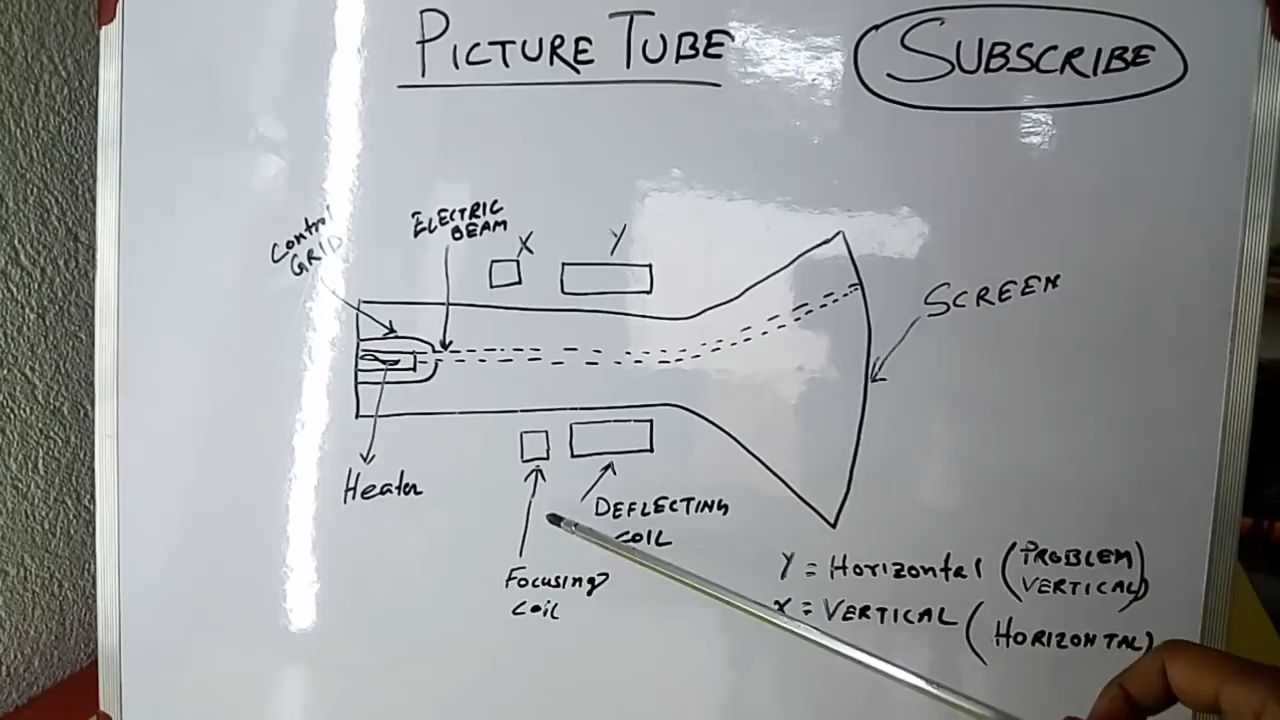 PICTURE TUBE
SUBSCRIBE
Control
GRID
ELECTRIC
BEAM
X
Y
SCREEN
Heater
DEFLECTING
COIL
Focusing
coil
Y = Horizontal (PROBLEM
VERTICAL)
X = VERTICAL (HORIZONTAL)